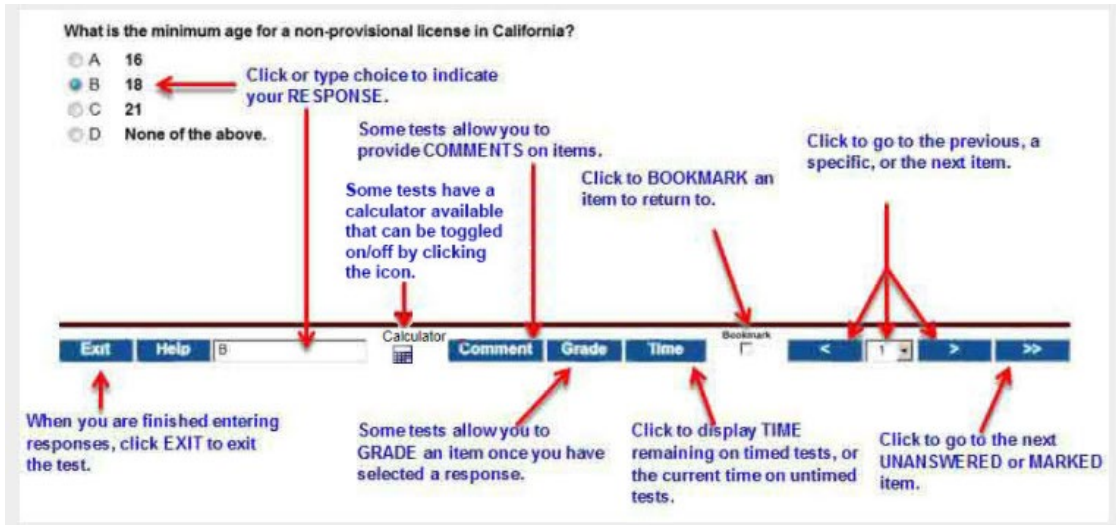 What is the minimum age for a non-provisional license in California?
A 16
B 18
C 21
D None of the above.
Click or type choice to indicate
your RESPONSE.
Some tests allow you to
provide COMMENTS on items.
Click to go to the previous, a
specific, or the next item.
Click to BOOKMARK an
item to return to.
Some tests have a
calculator available
that can be toggled
on/off by clicking
the icon.
Exit Help B Calculator Comment Grade Time Bookmark < 1 > >>
When you are finished entering
responses, click EXIT to exit
the test.
Some tests allow you to
GRADE an item once you have
selected a response.
Click to display TIME
remaining on timed tests, or
the current time on untimed
tests.
Click to go to the next
UNANSWERED or MARKED
item.